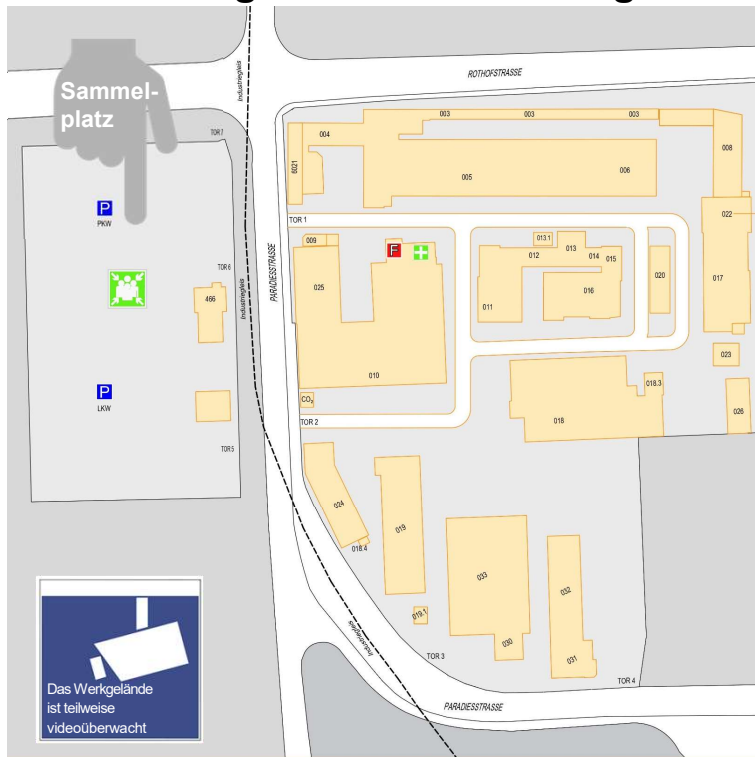 Sammel-
platz
Industriegleis
ROTHOFSTRASSE
TOR 7
003
003
003
004
008
6021
005
006
P
PKW
TOR 1
022
009
F
013.1
013
012
014
015
TOR 6
PARADIESSTRASSE
Industriegleis
466
025
020
016
017
011
023
010
018.3
P
LKW
CO2
026
TOR 2
018
TOR 5
024
019
018.4
033
032
019.1
Industriegleis
030
TOR 3
031
TOR 4
PARADIESSTRASSE
Das Werkgelände
ist teilweise
videoüberwacht